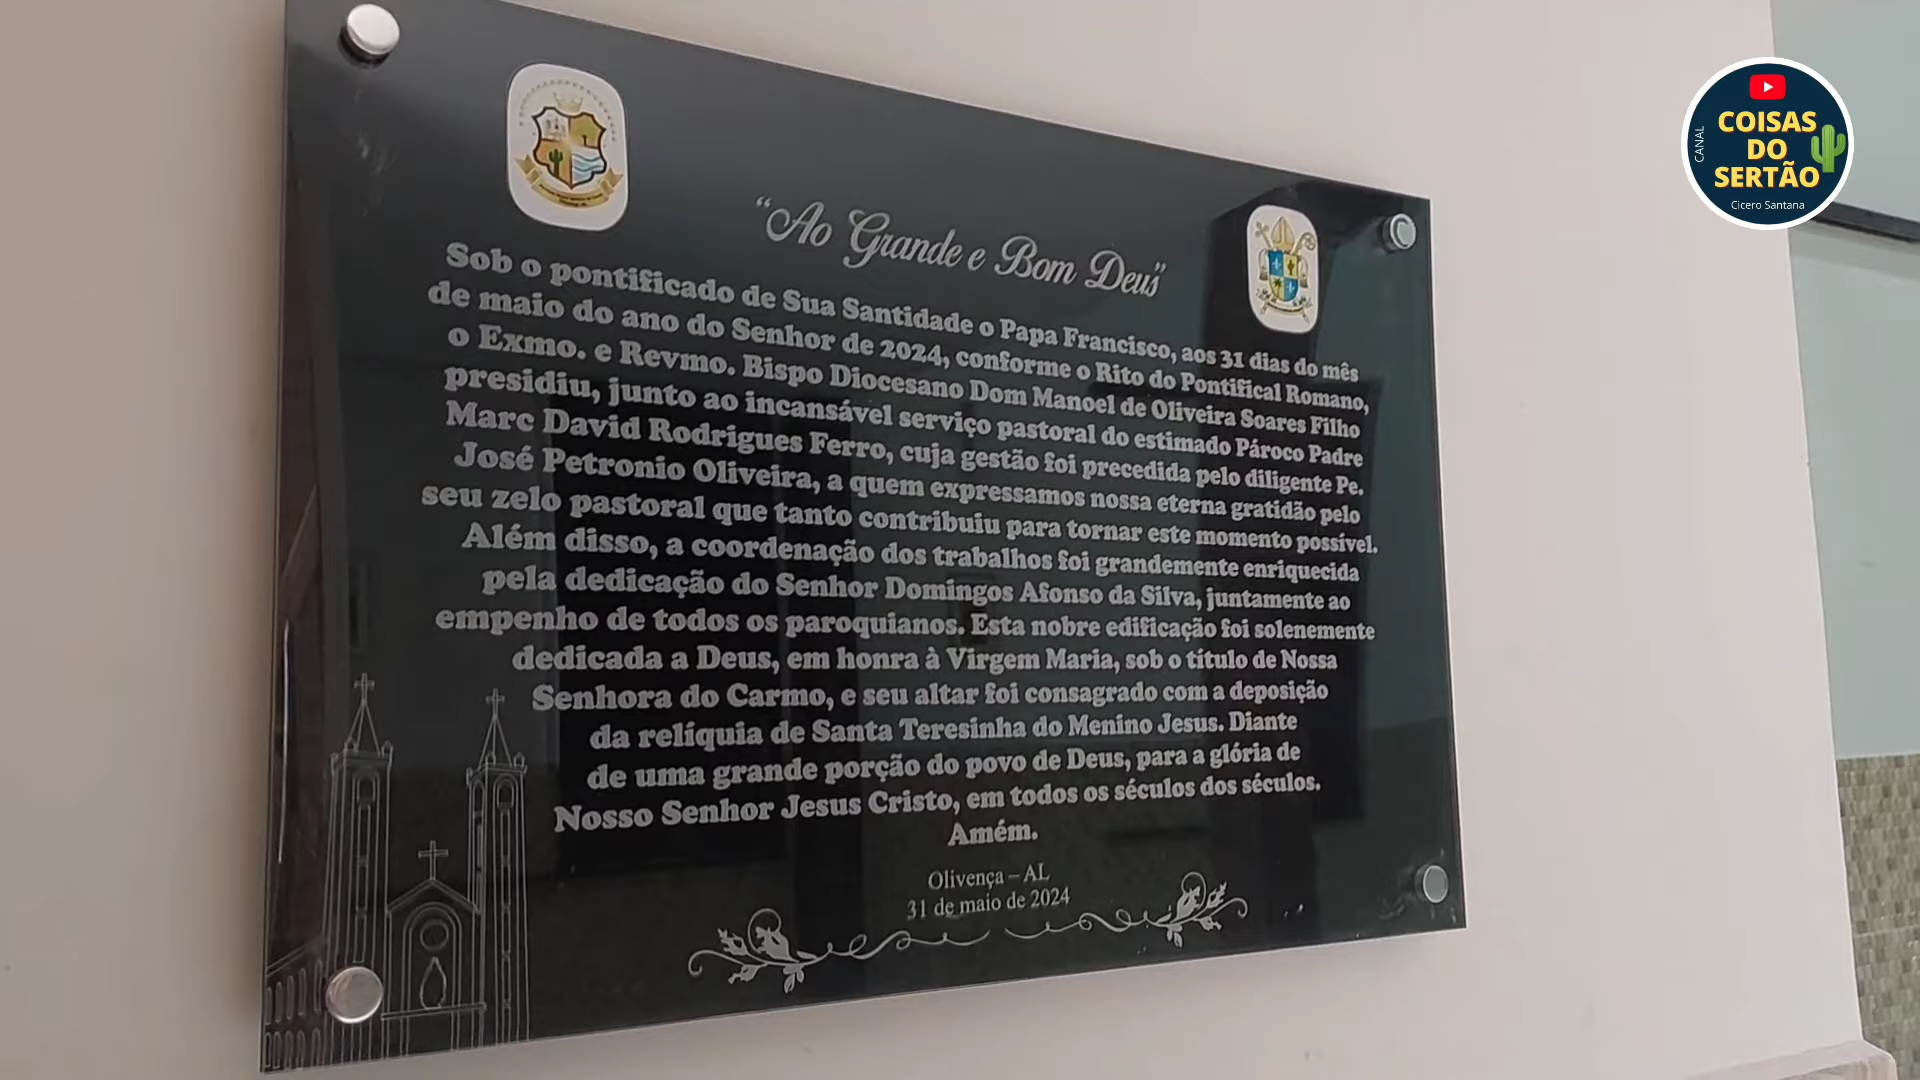 “Ao Grande e Bom Deus”
Sob o pontificado de Sua Santidade o Papa Francisco, aos 31 dias do mês
de maio do ano do Senhor de 2024, conforme o Rito do Pontifical Romano,
o Exmo. e Revmo. Bispo Diocesano Dom Manoel de Oliveira Soares Filho
presidiu, junto ao incansável serviço pastoral do estimado Pároco Padre
Marc David Rodrigues Ferro, cuja gestão foi precedida pelo diligente Pe.
José Petronio Oliveira, a quem expressamos nossa eterna gratidão pelo
seu zelo pastoral que tanto contribuiu para tornar este momento possível.
Além disso, a coordenação dos trabalhos foi grandemente enriquecida
pela dedicação do Senhor Domingos Afonso da Silva, juntamente ao
empenho de todos os paroquianos. Esta nobre edificação foi solenemente
dedicada a Deus, em honra à Virgem Maria, sob o título de Nossa
Senhora do Carmo, e seu altar foi consagrado com a deposição
da relíquia de Santa Teresinha do Menino Jesus. Diante
de uma grande porção do povo de Deus, para a glória de
Nosso Senhor Jesus Cristo, em todos os séculos dos séculos.
Amém.
Olivença – AL
31 de maio de 2024
CANAL
COISAS
DO
SERTÃO
Cicero Santana